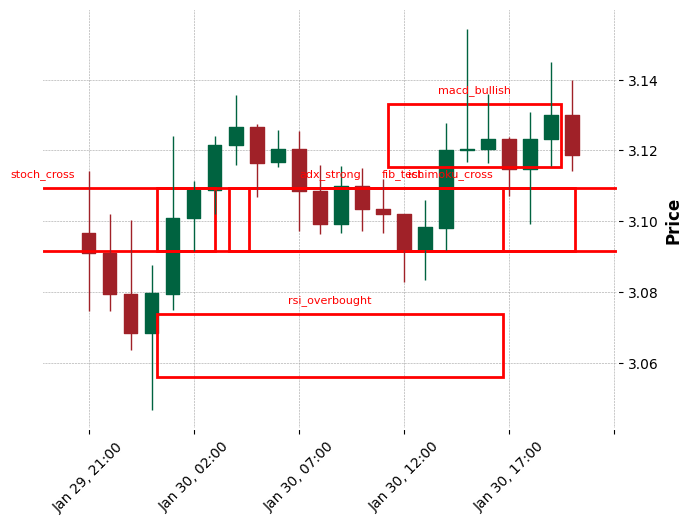 macd_bullish
stoch_cross
adx_strong
fib_test
ichimoku_cross
rsi_overbought
3.14
3.12
3.10
3.08
3.06
Price
Jan 29, 21:00
Jan 30, 02:00
Jan 30, 07:00
Jan 30, 12:00
Jan 30, 17:00